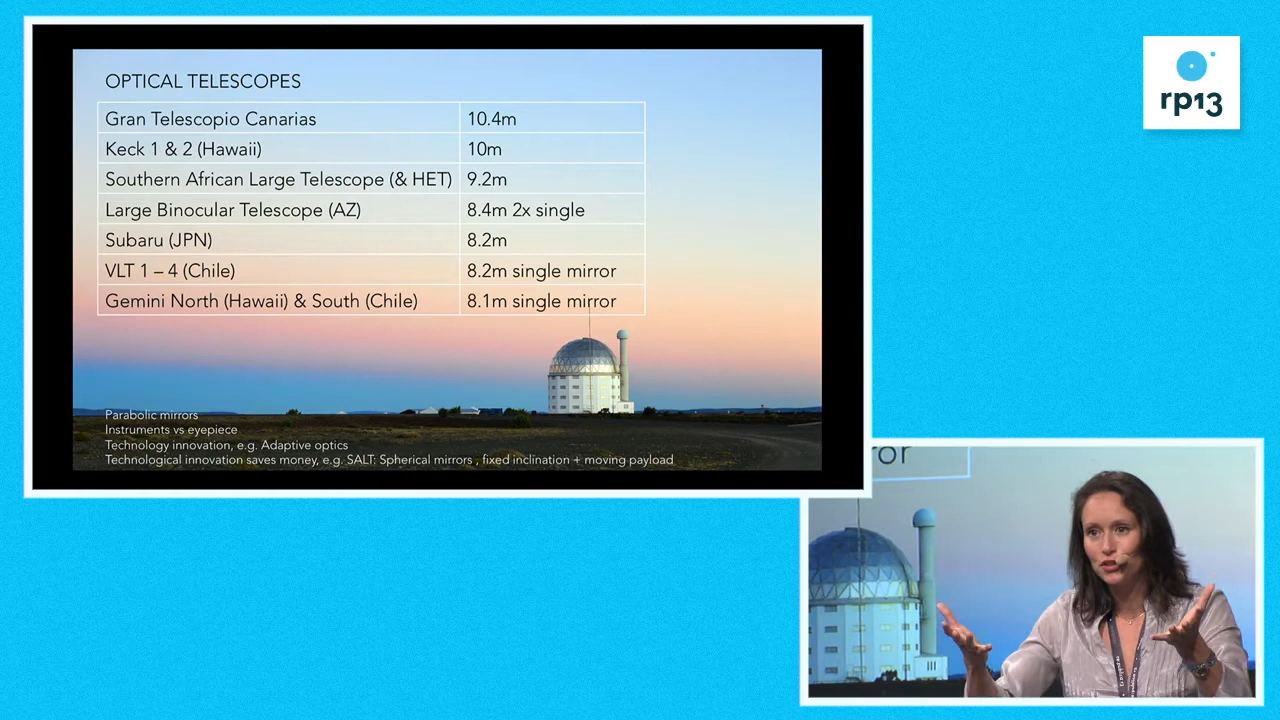 OPTICAL TELESCOPES
Gran Telescopio Canarias 10.4m
Keck 1 & 2 (Hawaii) 10m
Southern African Large Telescope (& HET) 9.2m
Large Binocular Telescope (AZ) 8.4m 2x single
Subaru (JPN) 8.2m
VLT 1 – 4 (Chile) 8.2m single mirror
Gemini North (Hawaii) & South (Chile) 8.1m single mirror
Parabolic mirrors
Instruments vs eyepiece
Technology innovation, e.g. Adaptive optics
Technological innovation saves money, e.g. SALT: Spherical mirrors , fixed inclination + moving payload
rp13
ror